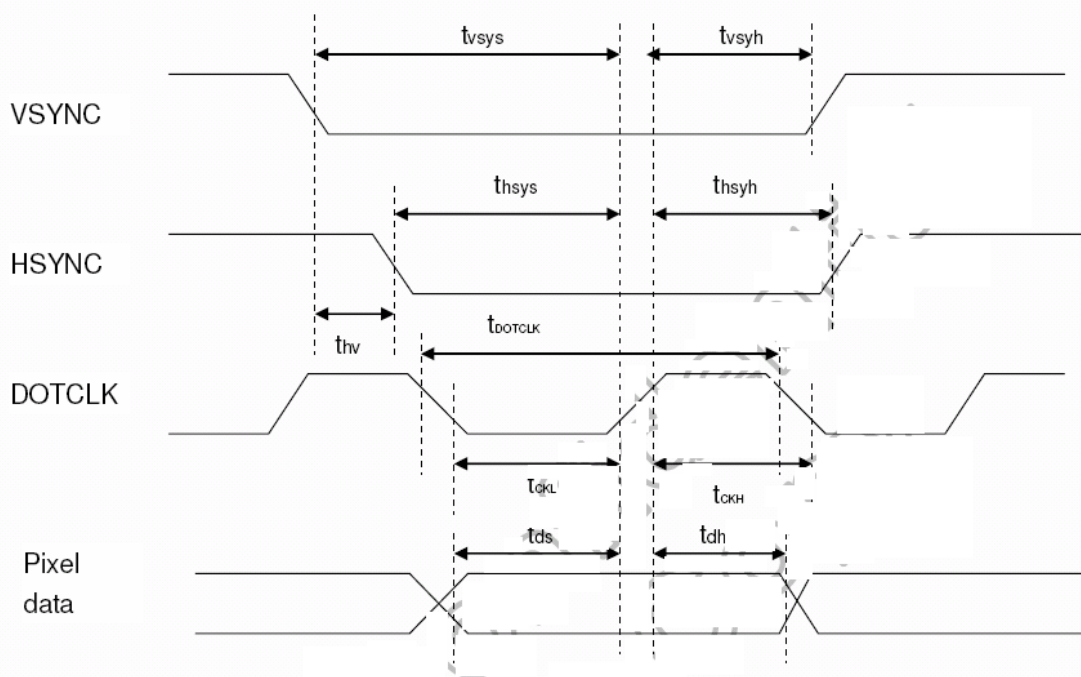 tvsys tvsyh
VSYNC
thsys thsyh
HSYNC
thv
tDOTCLK
DOTCLK
tCKL
tCKH
tds tdh
Pixel
data